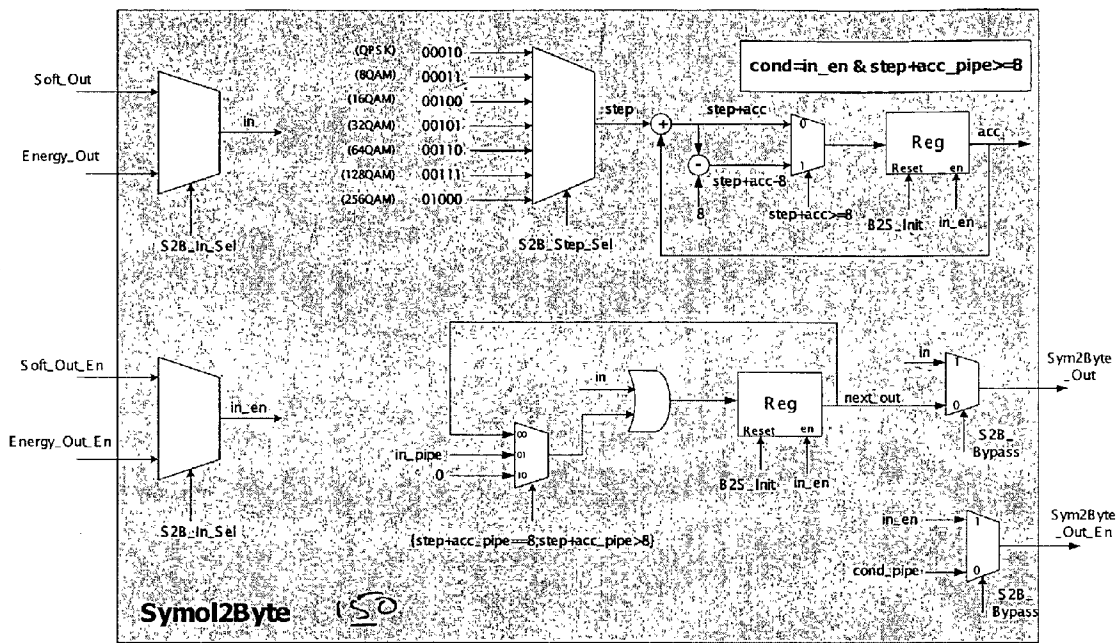 (QPSK) 00010
(8QAM) 00011
(16QAM) 00100
(32QAM) 00101
(64QAM) 00110
(128QAM) 00111
(256QAM) 01000
cond=in_en & step+acc_pipe>=8
Soft_Out
Energy_Out
in
S2B_In_Sel
step
S2B_Step_Sel
+
step+acc
-
step+acc-8
8
0
1
step+acc>=8
Reg
Reset
en
B2S_Init
in_en
acc
Soft_Out_En
Energy_Out_En
in_en
S2B_In_Sel
in
in_pipe
0
00
01
10
{step+acc_pipe==8,step+acc_pipe>8}
Reg
Reset
en
B2S_Init
in_en
next_out
in
1
0
S2B_
Bypass
Sym2Byte
_Out
in_en
cond_pipe
1
0
S2B_
Bypass
Sym2Byte
_Out_En
Symol2Byte
150